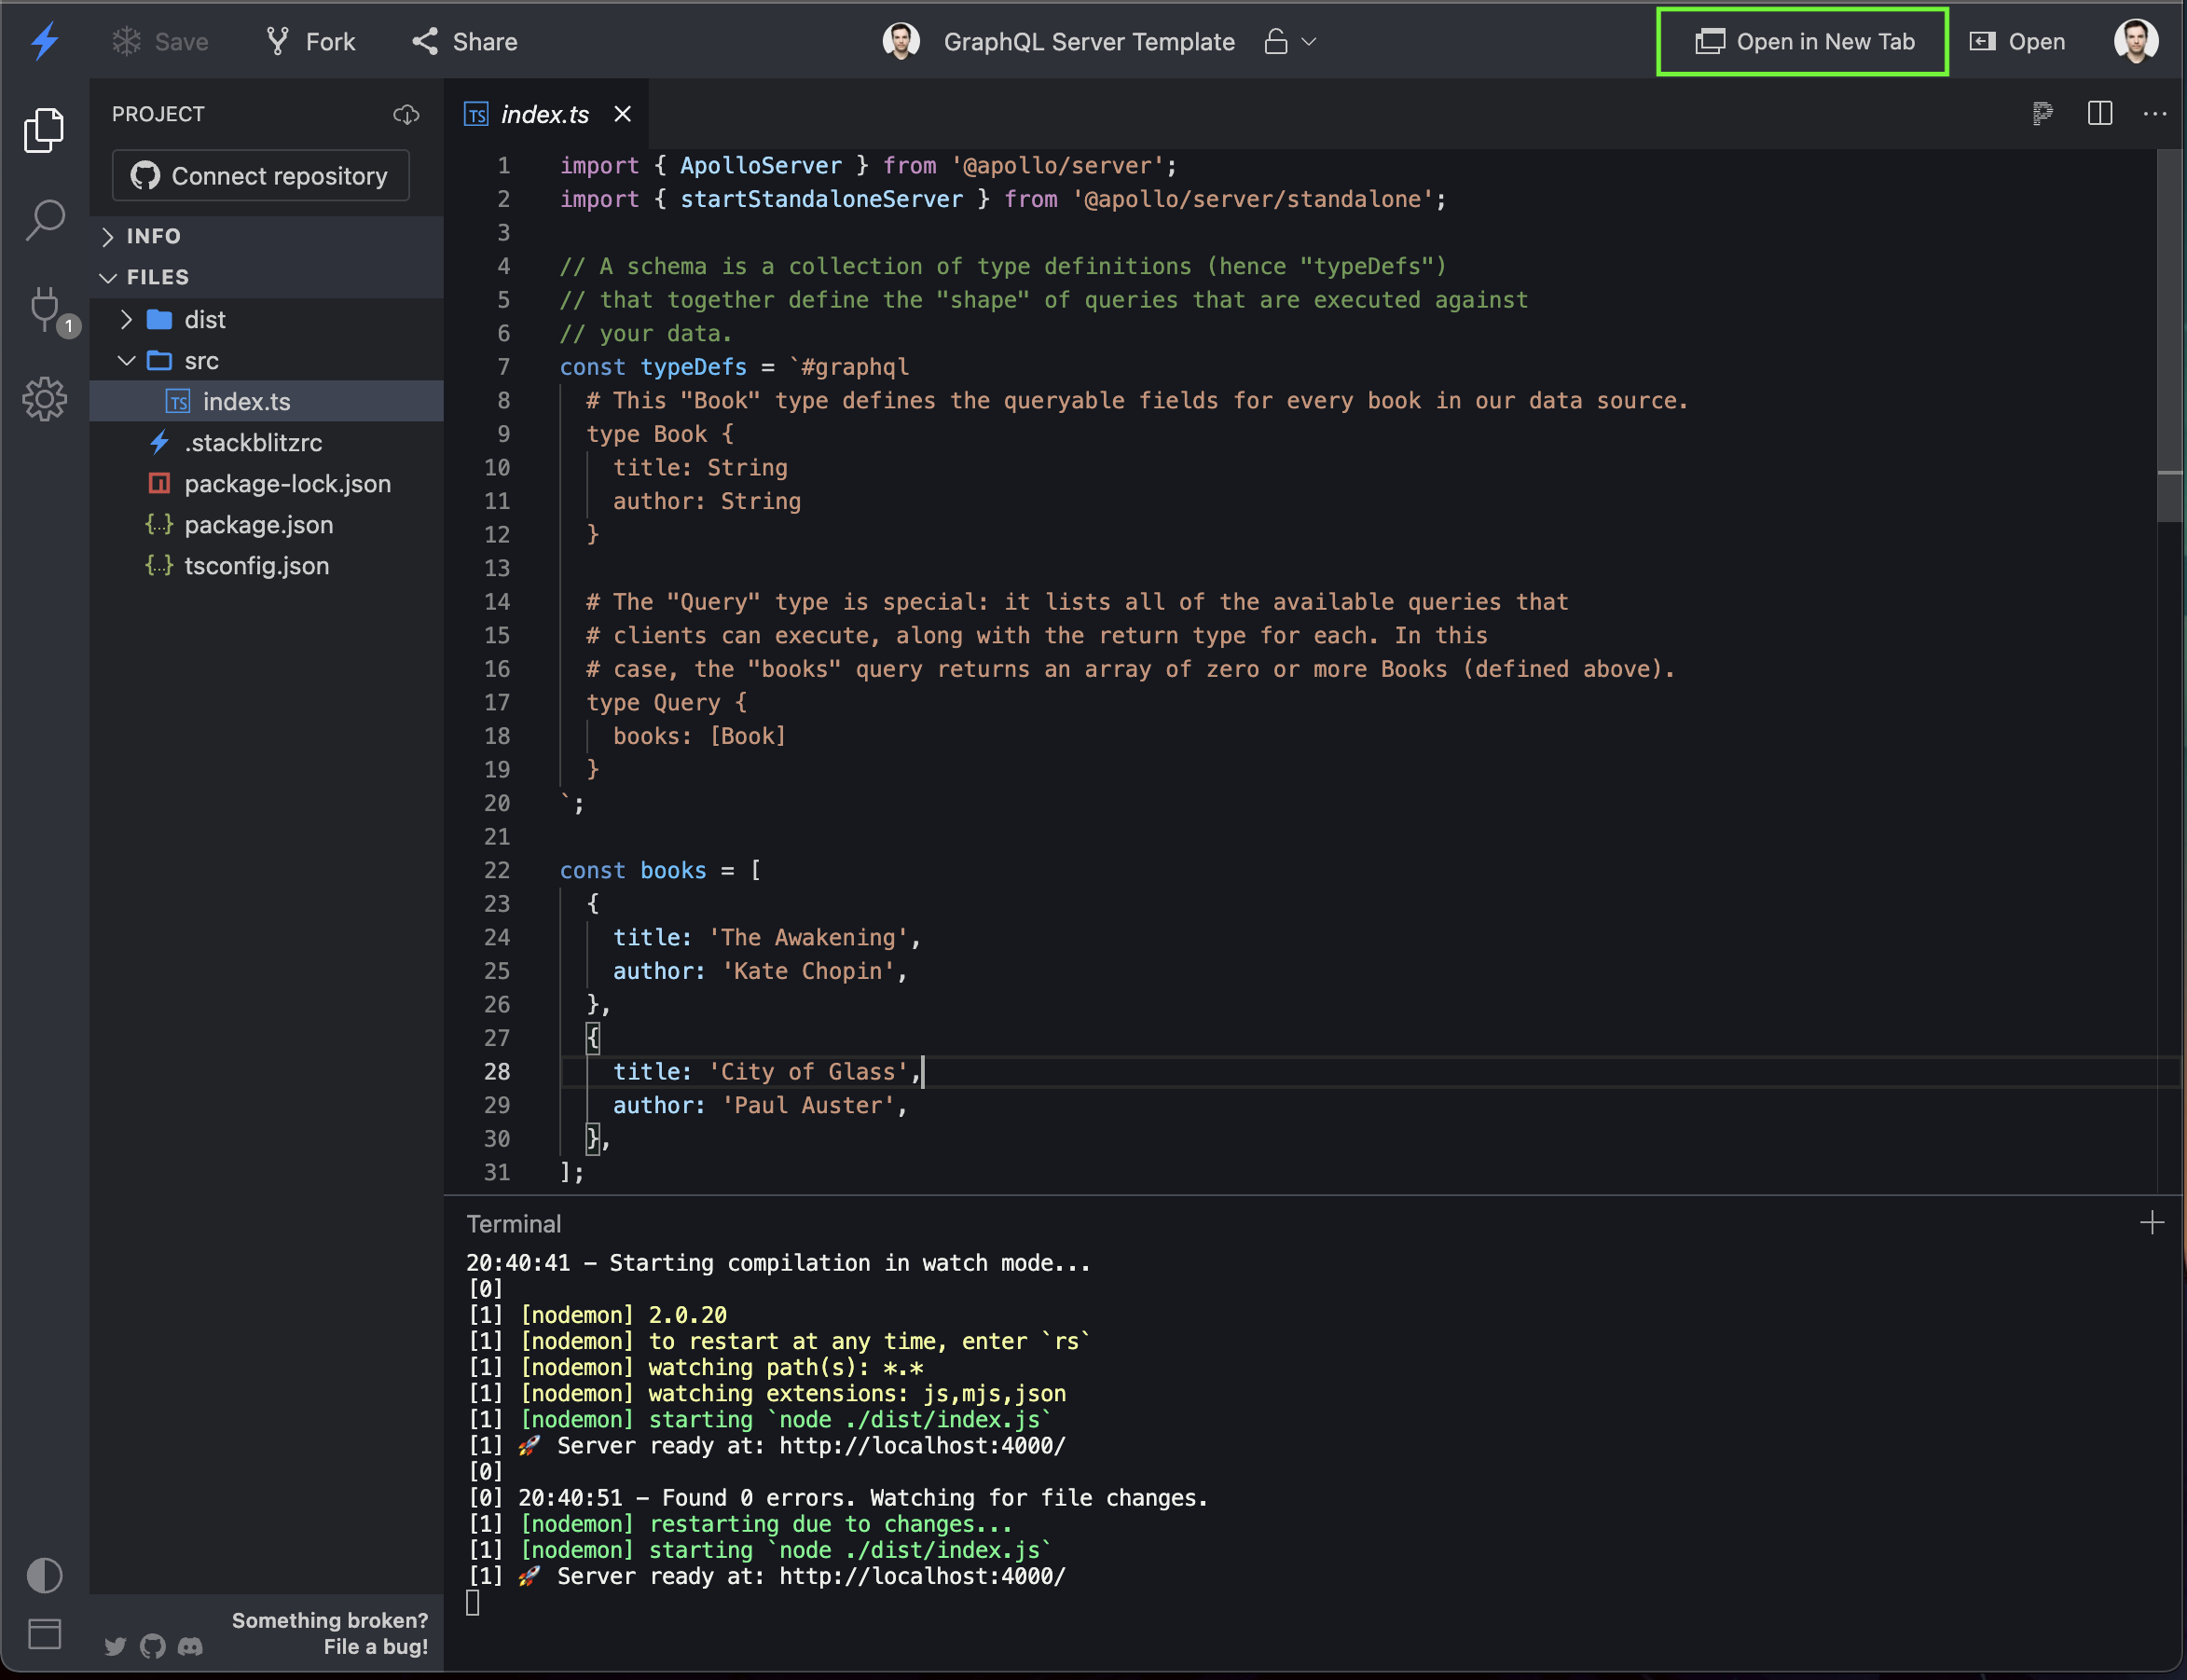 Save
Fork
Share
GraphQL Server Template
Open in New Tab
Open
PROJECT
Connect repository
INFO
FILES
dist
src
TS index.ts
.stackblitzrc
package-lock.json
{..} package.json
{..} tsconfig.json
1
Something broken?
File a bug!
TS index.ts
1 import { ApolloServer } from '@apollo/server';
2 import { startStandaloneServer } from '@apollo/server/standalone';
3
4 // A schema is a collection of type definitions (hence "typeDefs")
5 // that together define the "shape" of queries that are executed against
6 // your data.
7 const typeDefs = `#graphql
8 # This "Book" type defines the queryable fields for every book in our data source.
9 type Book {
10 title: String
11 author: String
12 }
13
14 # The "Query" type is special: it lists all of the available queries that
15 # clients can execute, along with the return type for each. In this
16 # case, the "books" query returns an array of zero or more Books (defined above).
17 type Query {
18 books: [Book]
19 }
20 `;
21
22 const books = [
23 {
24 title: 'The Awakening',
25 author: 'Kate Chopin',
26 },
27 {
28 title: 'City of Glass',
29 author: 'Paul Auster',
30 },
31 ];
Terminal
20:40:41 - Starting compilation in watch mode...
[0]
[1] [nodemon] 2.0.20
[1] [nodemon] to restart at any time, enter `rs`
[1] [nodemon] watching path(s): *.*
[1] [nodemon] watching extensions: js,mjs,json
[1] [nodemon] starting `node ./dist/index.js`
[1] 🚀 Server ready at: http://localhost:4000/
[0]
[0] 20:40:51 - Found 0 errors. Watching for file changes.
[1] [nodemon] restarting due to changes...
[1] [nodemon] starting `node ./dist/index.js`
[1] 🚀 Server ready at: http://localhost:4000/